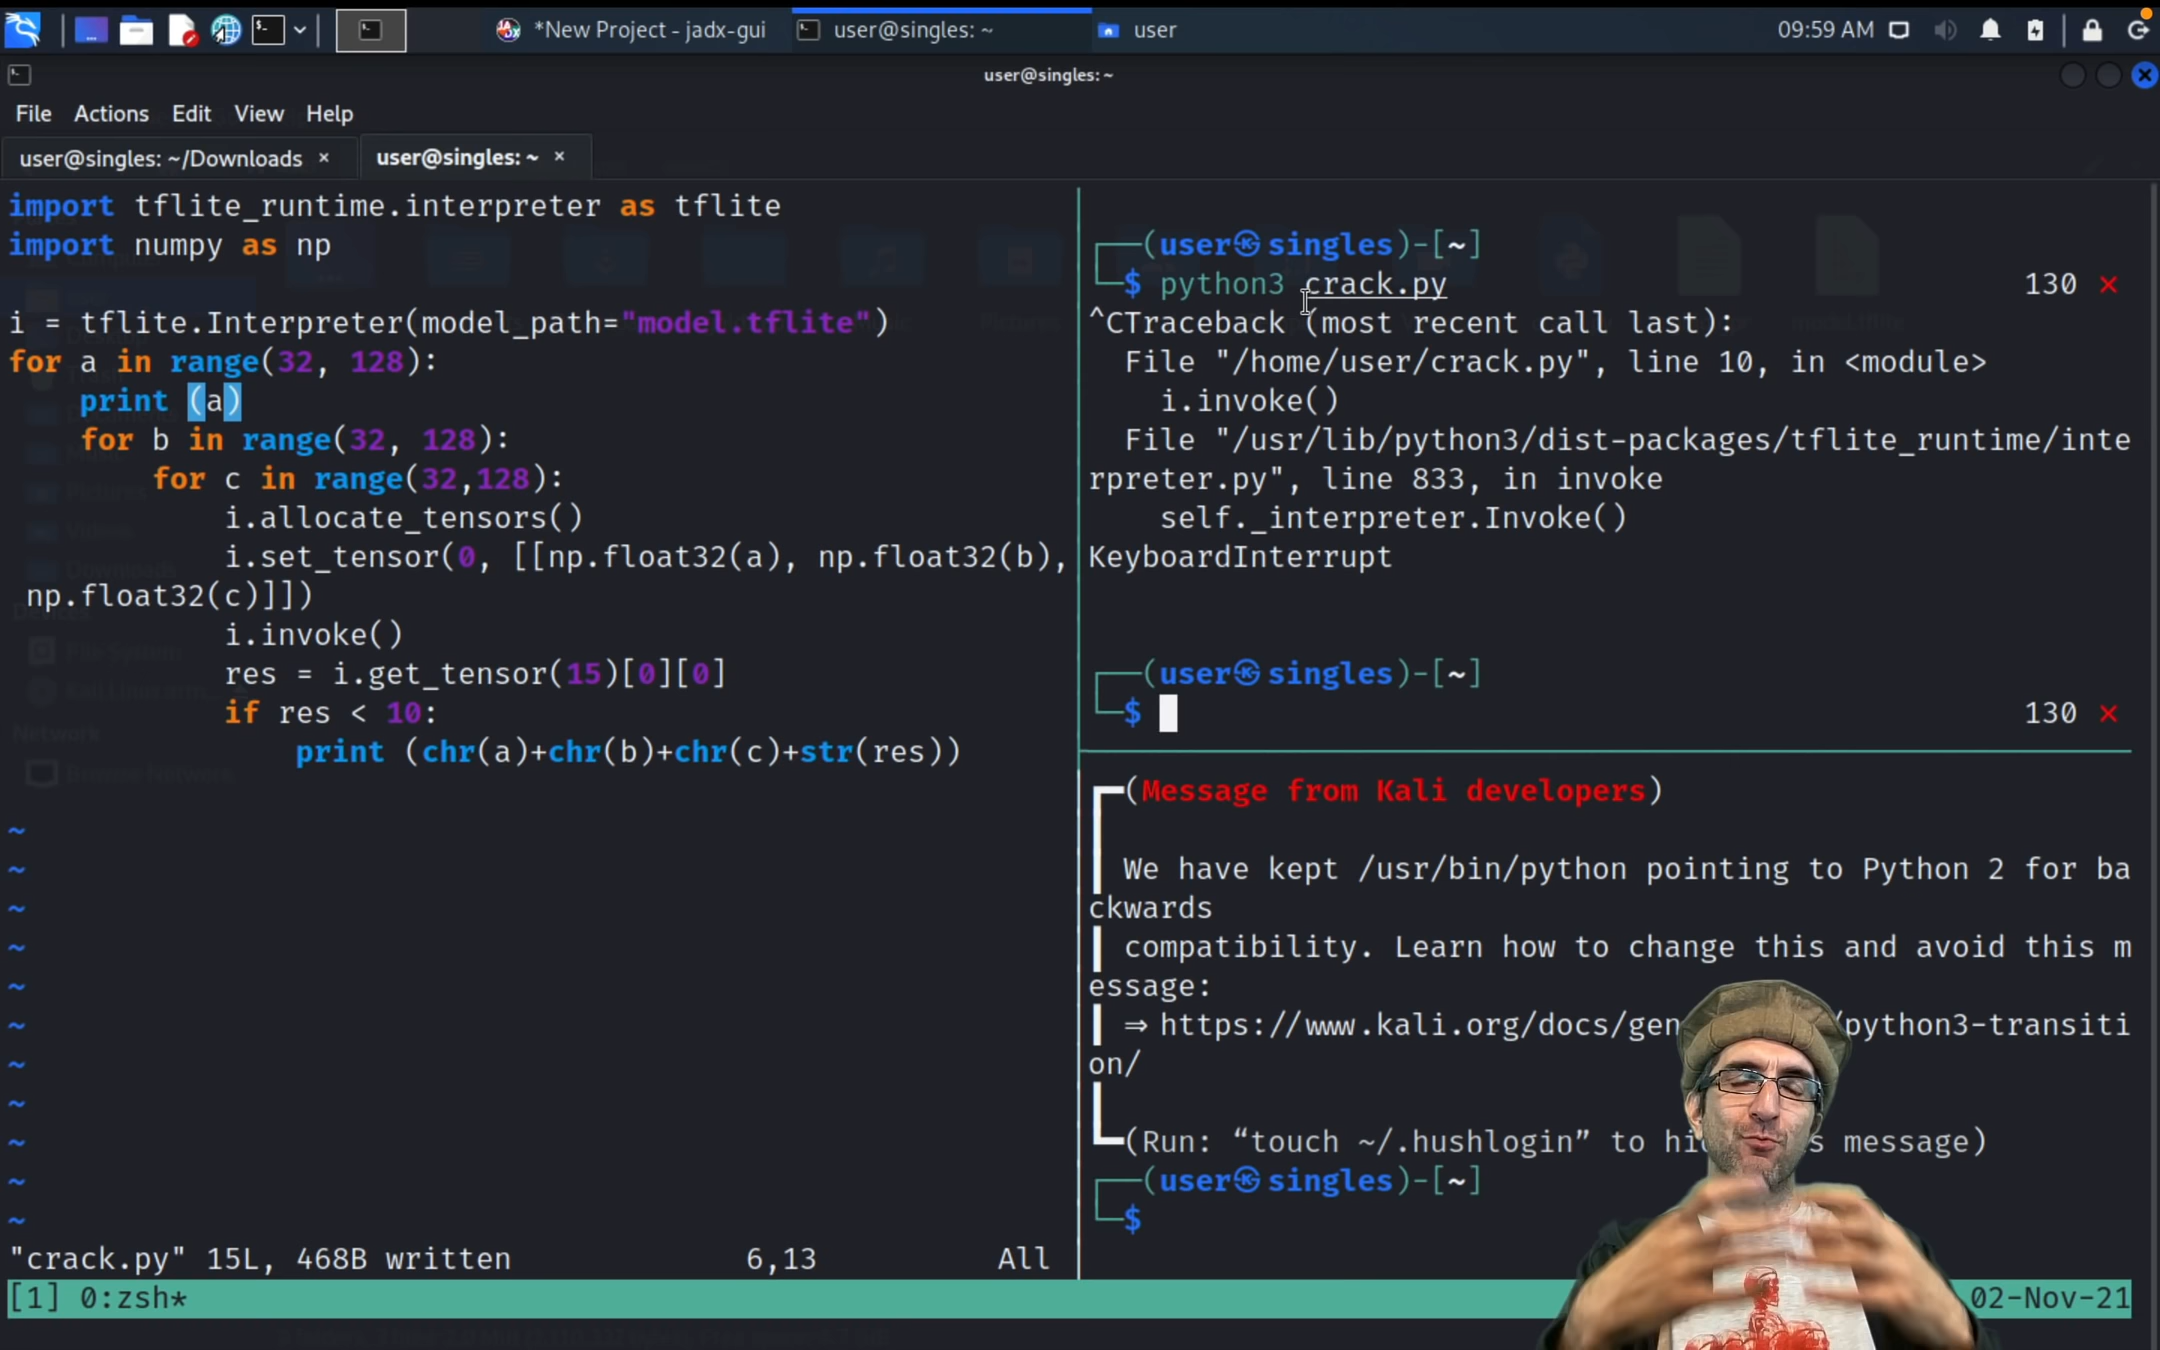 *New Project - jadx-gui
user@singles: ~
user
09:59 AM
user@singles: ~
File Actions Edit View Help
user@singles: ~/Downloads ×
user@singles: ~ ×
import tflite_runtime.interpreter as tflite
import numpy as np
i = tflite.Interpreter(model_path="model.tflite")
for a in range(32, 128):
print (a)
for b in range(32, 128):
for c in range(32,128):
i.allocate_tensors()
i.set_tensor(0, [[np.float32(a), np.float32(b),
np.float32(c)]])
i.invoke()
res = i.get_tensor(15)[0][0]
if res < 10:
print (chr(a)+chr(b)+chr(c)+str(res))
~
~
~
~
~
~
~
~
~
~
~
"crack.py" 15L, 468B written 6,13 All
(user㉿singles)-[~]
$ python3 crack.py 130 ×
^CTraceback (most recent call last):
File "/home/user/crack.py", line 10, in <module>
i.invoke()
File "/usr/lib/python3/dist-packages/tflite_runtime/inte
rpreter.py", line 833, in invoke
self._interpreter.Invoke()
KeyboardInterrupt
(user㉿singles)-[~]
$ 130 ×
(Message from Kali developers)
We have kept /usr/bin/python pointing to Python 2 for ba
ckwards
compatibility. Learn how to change this and avoid this m
essage:
⇒ https://www.kali.org/docs/gen /python3-transiti
on/
(Run: “touch ~/.hushlogin” to hi s message)
(user㉿singles)-[~]
$
[1] 0:zsh* 02-Nov-21